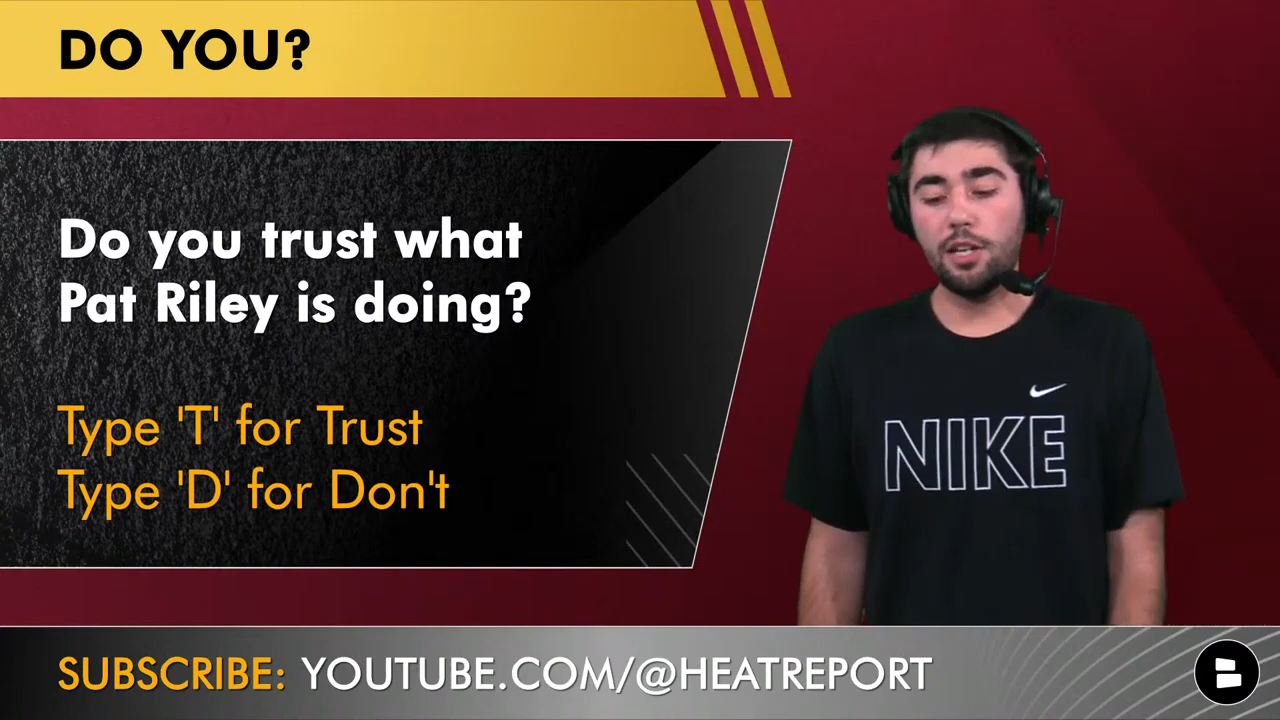 DO YOU?
Do you trust what
Pat Riley is doing?
Type 'T' for Trust
Type 'D' for Don't
NIKE
SUBSCRIBE: YOUTUBE.COM/@HEATREPORT